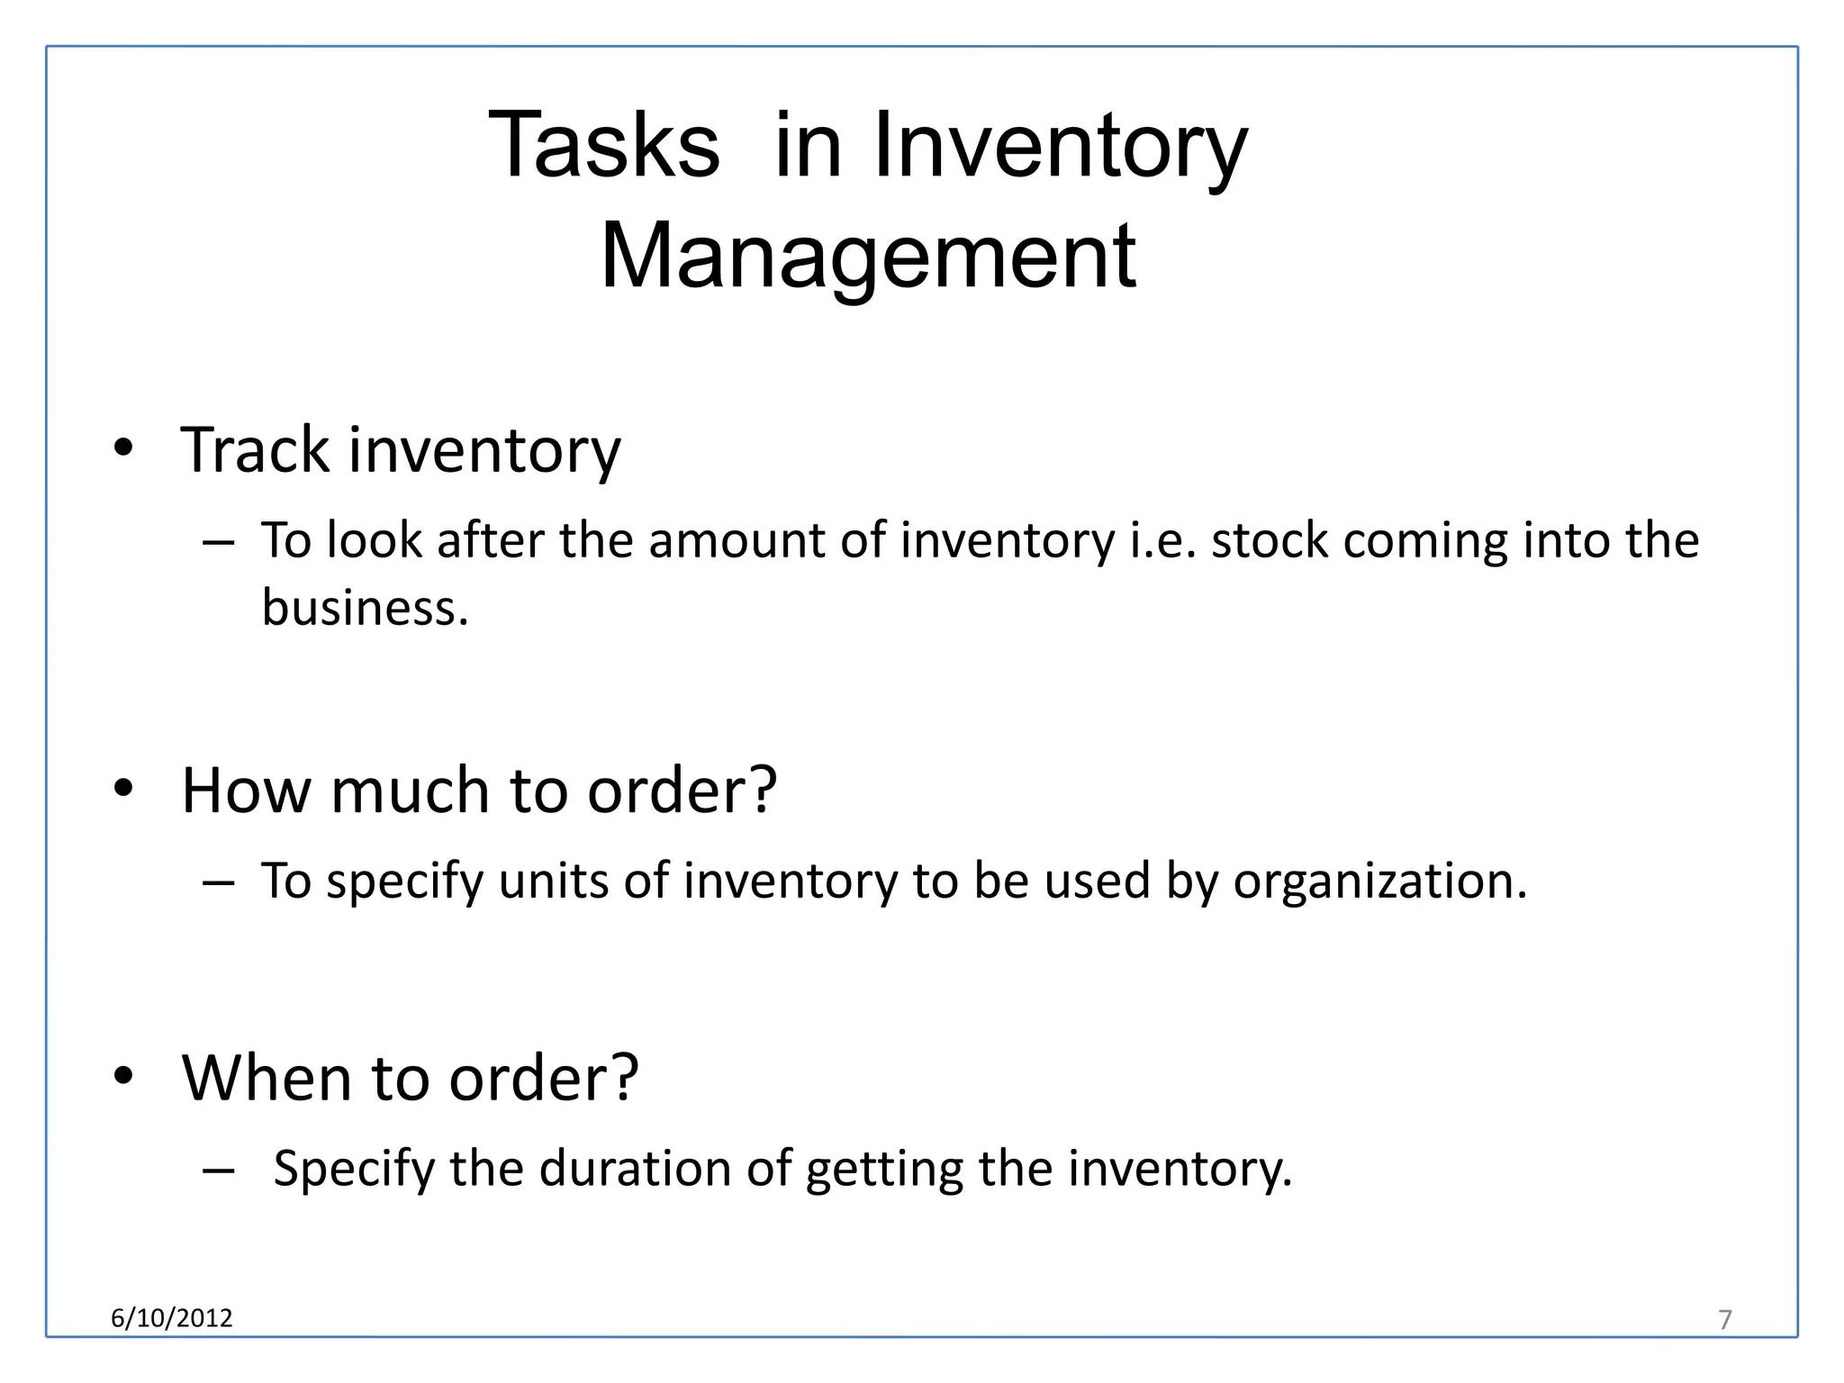 Tasks  in Inventory
Management
• Track inventory
– To look after the amount of inventory i.e. stock coming into the
business.
• How much to order?
– To specify units of inventory to be used by organization.
• When to order?
– Specify the duration of getting the inventory.
6/10/2012
7